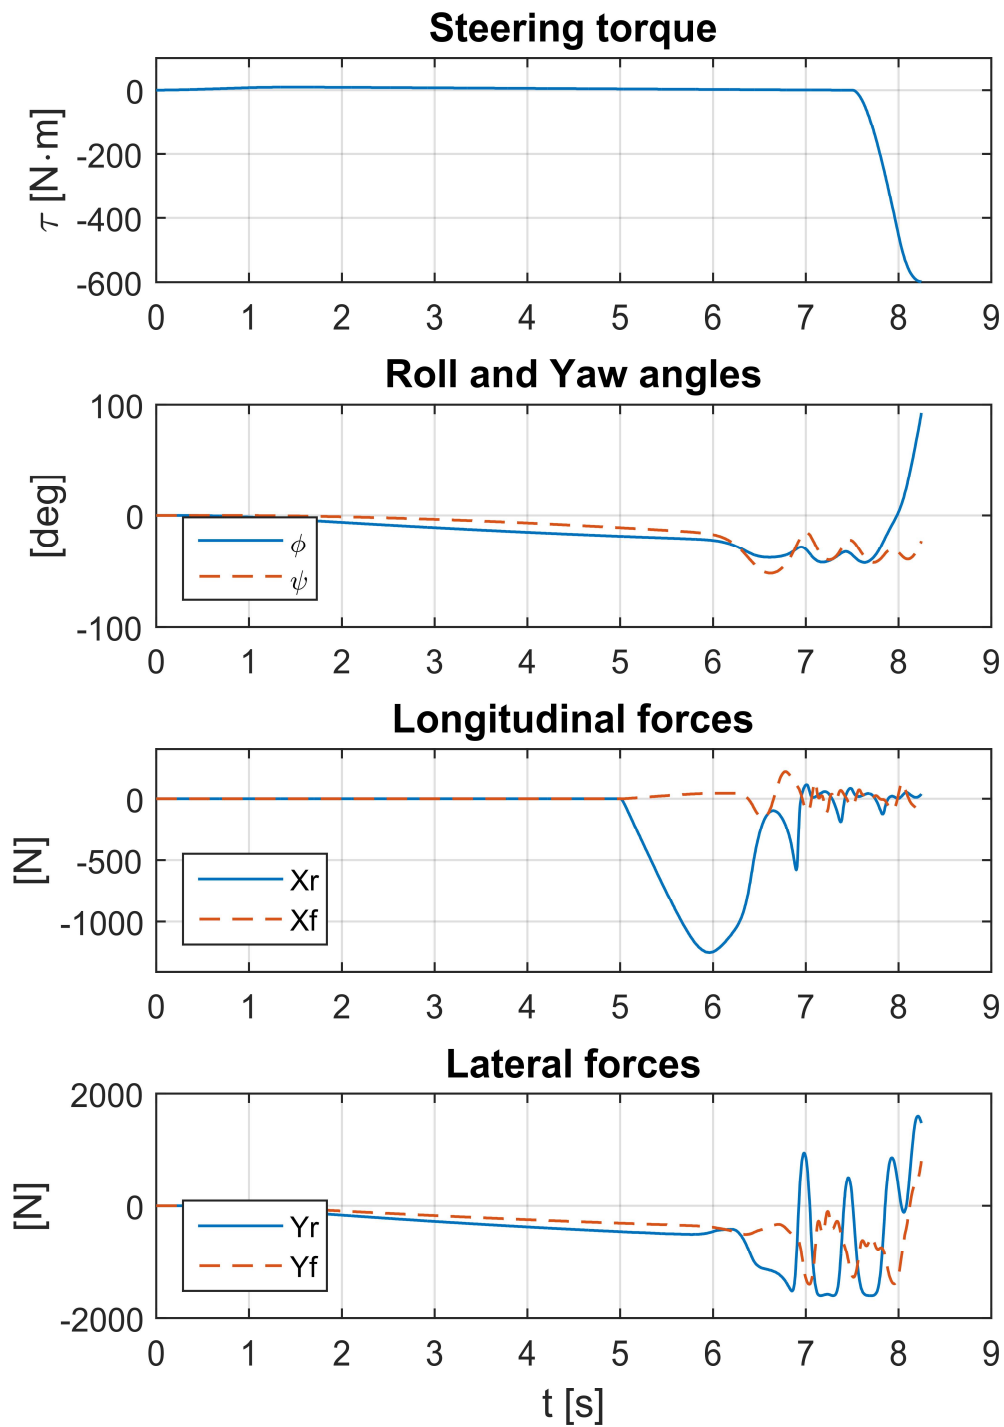 Steering torque
τ [N·m]
0
-200
-400
-600
0 1 2 3 4 5 6 7 8 9
Roll and Yaw angles
[deg]
100
0
-100
ϕ
ψ
0 1 2 3 4 5 6 7 8 9
Longitudinal forces
[N]
0
-500
-1000
Xr
Xf
0 1 2 3 4 5 6 7 8 9
Lateral forces
[N]
2000
0
-2000
Yr
Yf
0 1 2 3 4 5 6 7 8 9
t [s]